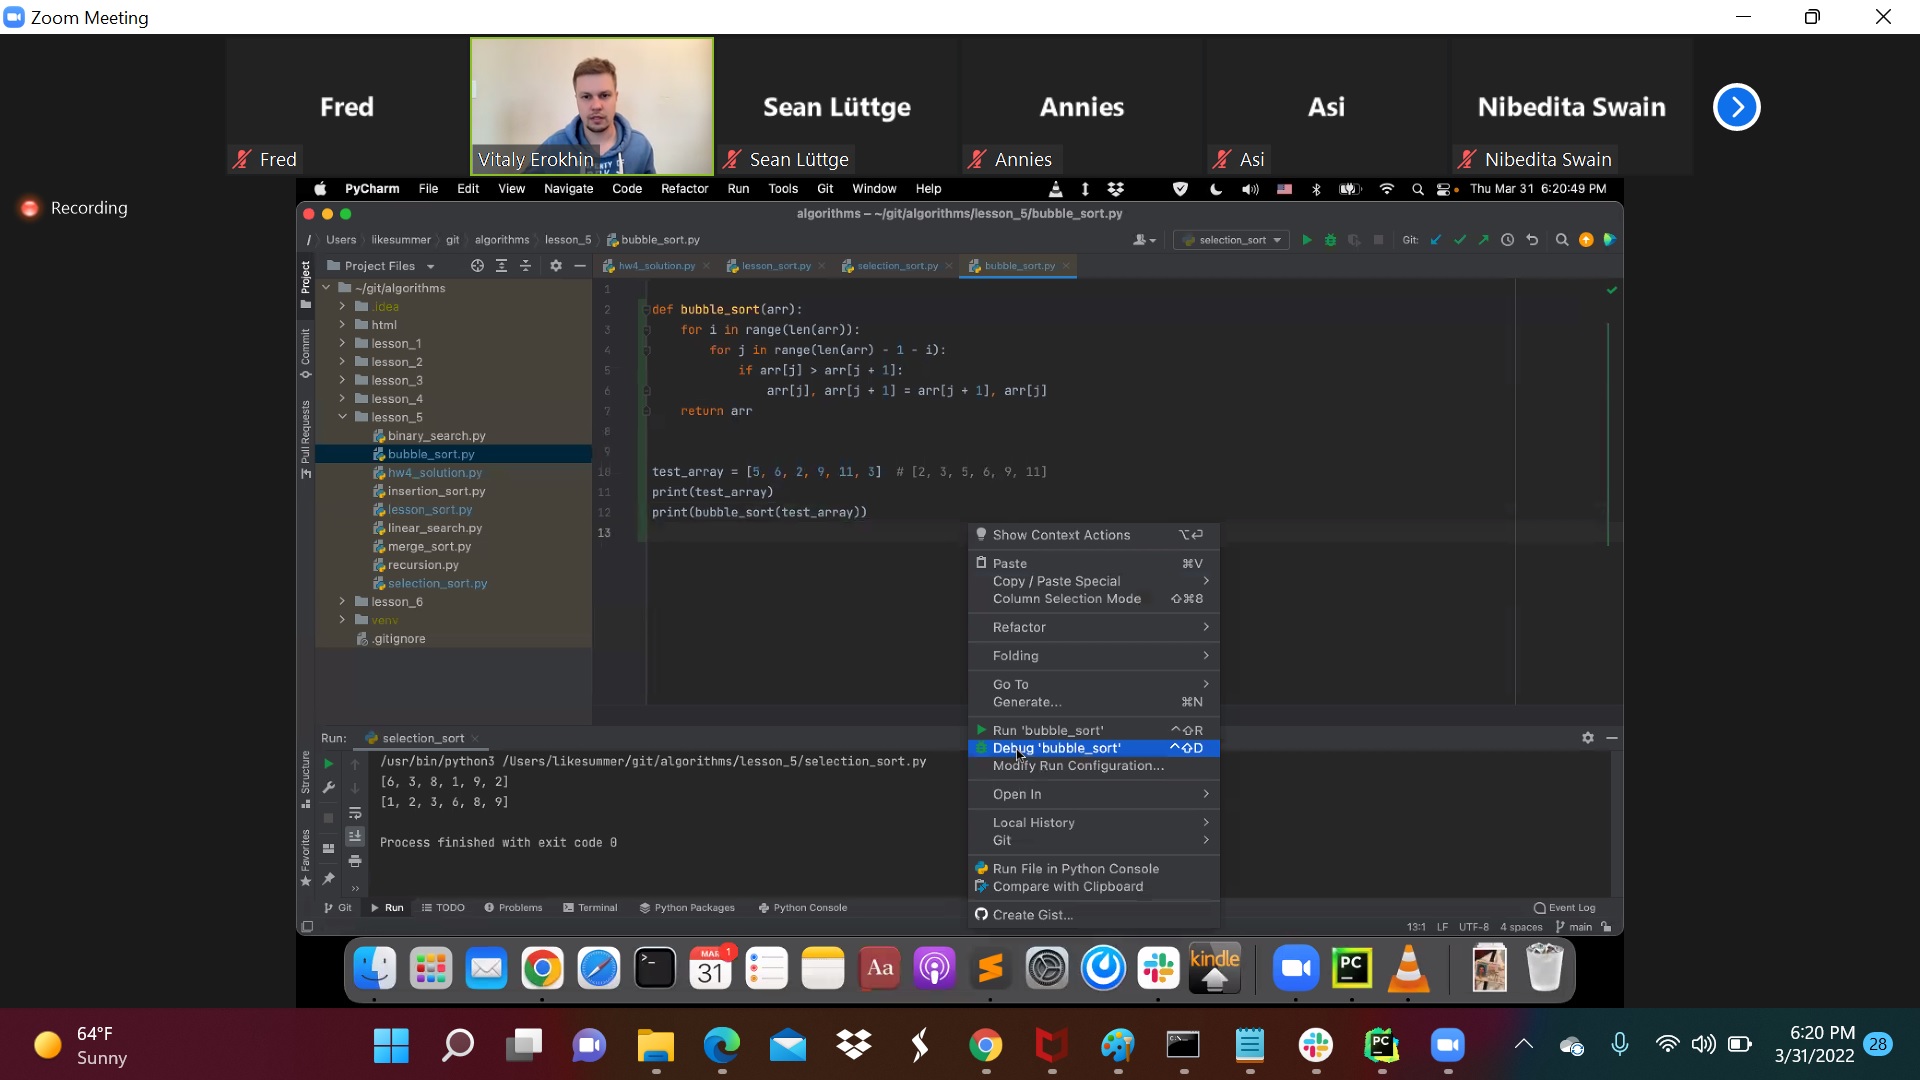 Zoom Meeting
Fred
Sean Lüttge
Annies
Asi
Nibedita Swain
Fred
Vitaly Erokhin
Sean Lüttge
Annies
Asi
Nibedita Swain
Recording
PyCharm File Edit View Navigate Code Refactor Run Tools Git Window Help Thu Mar 31 6:20:49 PM
algorithms – ~/git/algorithms/lesson_5/bubble_sort.py
/ Users likesummer git algorithms lesson_5 bubble_sort.py selection_sort Git:
Project Files
hw4_solution.py lesson_sort.py selection_sort.py bubble_sort.py
Project
Commit
Pull Requests
Structure
Favorites
~/git/algorithms
.idea
html
lesson_1
lesson_2
lesson_3
lesson_4
lesson_5
binary_search.py
bubble_sort.py
hw4_solution.py
insertion_sort.py
lesson_sort.py
linear_search.py
merge_sort.py
recursion.py
selection_sort.py
lesson_6
venv
.gitignore
1
2 def bubble_sort(arr):
3 for i in range(len(arr)):
4 for j in range(len(arr) - 1 - i):
5 if arr[j] > arr[j + 1]:
6 arr[j], arr[j + 1] = arr[j + 1], arr[j]
7 return arr
8
9
10 test_array = [5, 6, 2, 9, 11, 3] # [2, 3, 5, 6, 9, 11]
11 print(test_array)
12 print(bubble_sort(test_array))
13
Show Context Actions ⌥⏎
Paste ⌘V
Copy / Paste Special
Column Selection Mode ⇧⌘8
Refactor
Folding
Go To
Generate... ⌘N
Run 'bubble_sort' ^⇧R
Debug 'bubble_sort' ^⇧D
Modify Run Configuration...
Open In
Local History
Git
Run File in Python Console
Compare with Clipboard
Create Gist...
Run: selection_sort
/usr/bin/python3 /Users/likesummer/git/algorithms/lesson_5/selection_sort.py
[6, 3, 8, 1, 9, 2]
[1, 2, 3, 6, 8, 9]
Process finished with exit code 0
Git Run TODO Problems Terminal Python Packages Python Console Event Log
13:1 LF UTF-8 4 spaces main
MAR 1
31
Aa
kindle
PC
64°F
Sunny
PC
6:20 PM
3/31/2022 28